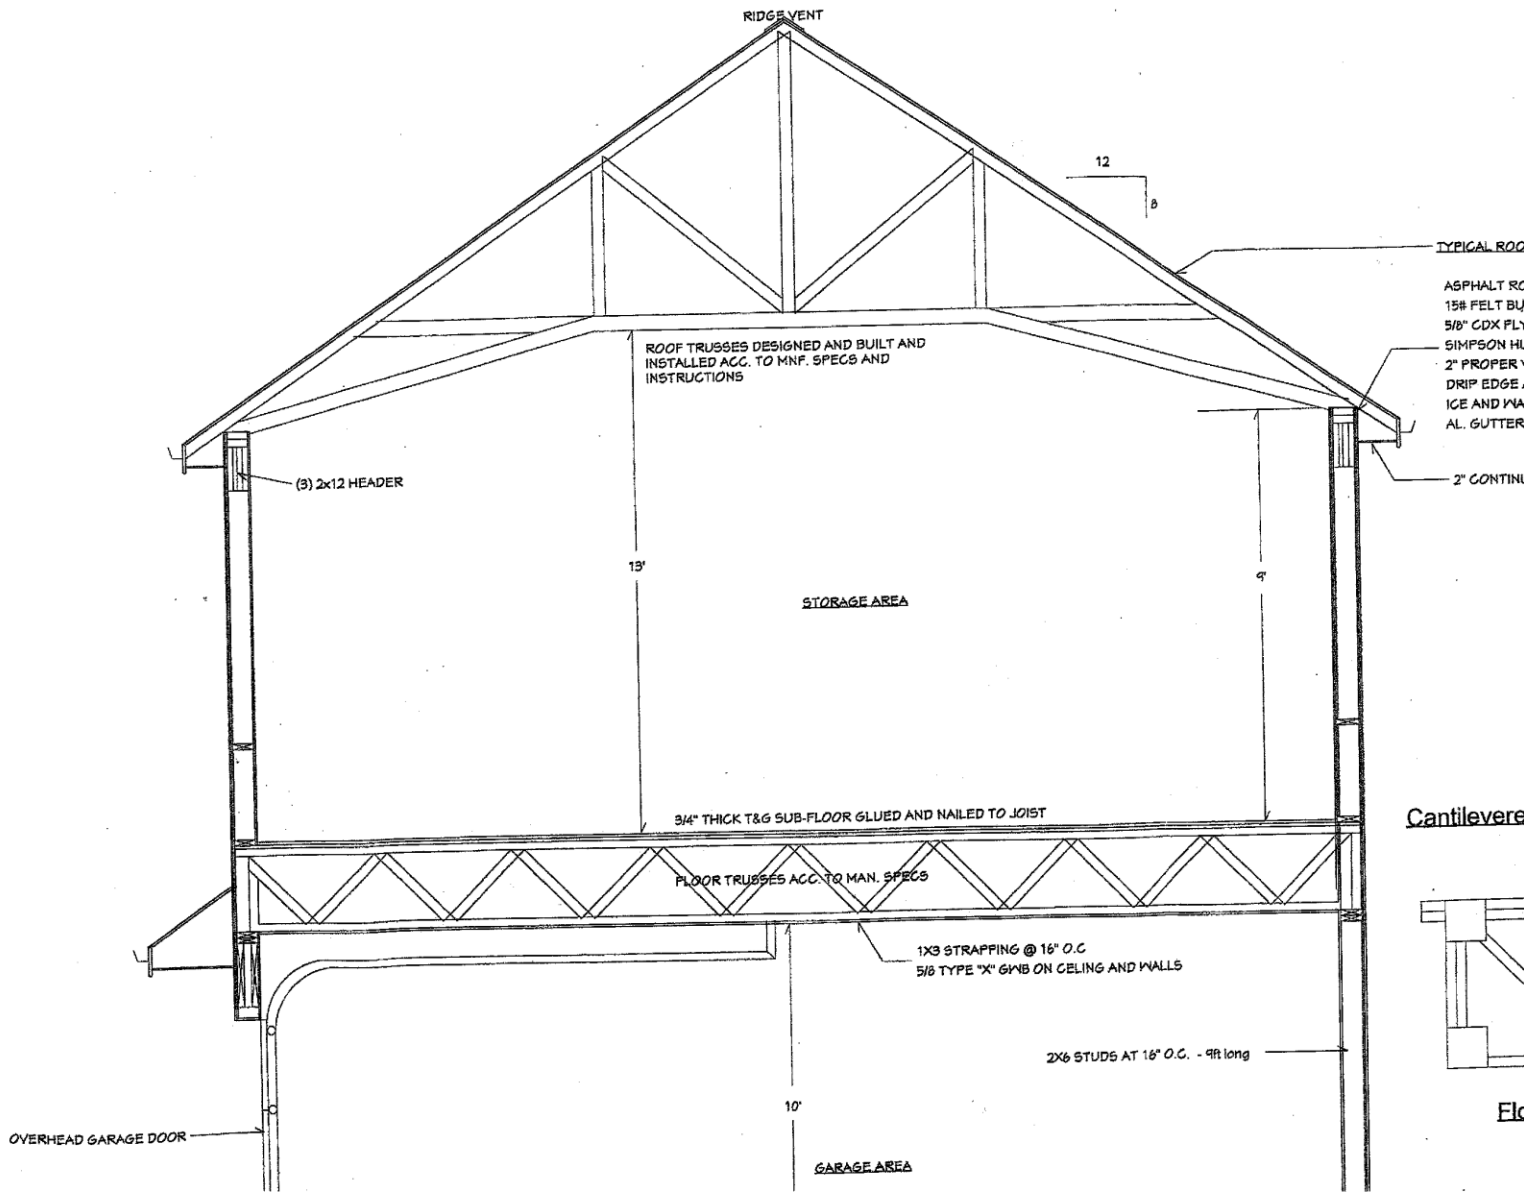 RIDGE VENT
12
8
TYPICAL ROO
ASPHALT RO
15# FELT BU
5/8" CDX PLY
SIMPSON HU
2" PROPER V
DRIP EDGE A
ICE AND WA
AL. GUTTER
2" CONTINU
ROOF TRUSSES DESIGNED AND BUILT AND
INSTALLED ACC. TO MNF. SPECS AND
INSTRUCTIONS
(3) 2x12 HEADER
13'
9'
STORAGE AREA
3/4" THICK T&G SUB-FLOOR GLUED AND NAILED TO JOIST
Cantilevere
FLOOR TRUSSES ACC. TO MAN. SPECS
1X3 STRAPPING @ 16" O.C
5/8 TYPE "X" GWB ON CELING AND WALLS
2X6 STUDS AT 16" O.C. - 9ft long
10'
Flo
OVERHEAD GARAGE DOOR
GARAGE AREA